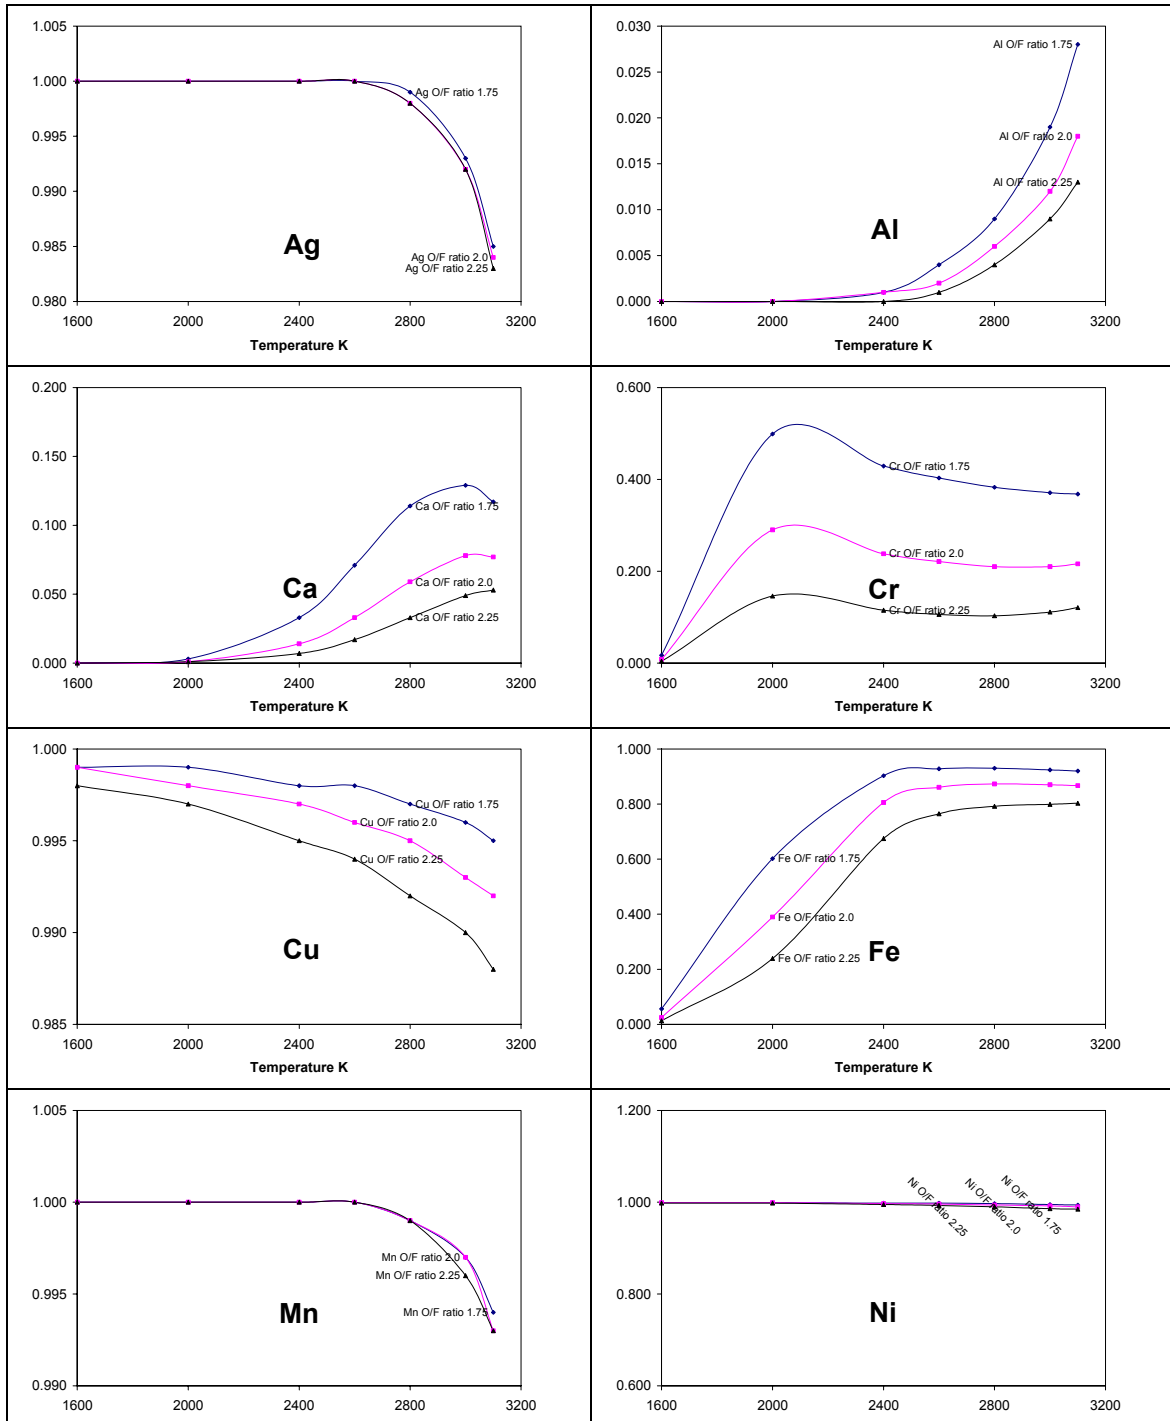 1.005
1.000
0.995
0.990
0.985
0.980
Ag O/F ratio 1.75
Ag
Ag O/F ratio 2.0
Ag O/F ratio 2.25
1600 2000 2400 2800 3200
Temperature K
0.030
0.025
0.020
0.015
0.010
0.005
0.000
Al O/F ratio 1.75
Al O/F ratio 2.0
Al O/F ratio 2.25
Al
1600 2000 2400 2800 3200
Temperature K
0.200
0.150
0.100
0.050
0.000
Ca O/F ratio 1.75
Ca
Ca O/F ratio 2.0
Ca O/F ratio 2.25
1600 2000 2400 2800 3200
Temperature K
0.600
0.400
0.200
0.000
Cr O/F ratio 1.75
Cr O/F ratio 2.0
Cr
Cr O/F ratio 2.25
1600 2000 2400 2800 3200
Temperature K
1.000
0.995
0.990
0.985
Cu O/F ratio 1.75
Cu O/F ratio 2.0
Cu O/F ratio 2.25
Cu
1600 2000 2400 2800 3200
Temperature K
1.000
0.800
0.600
0.400
0.200
0.000
Fe O/F ratio 1.75
Fe O/F ratio 2.0
Fe
Fe O/F ratio 2.25
1600 2000 2400 2800 3200
Temperature K
1.005
1.000
0.995
0.990
Mn O/F ratio 2.0
Mn O/F ratio 2.25
Mn
Mn O/F ratio 1.75
1600 2000 2400 2800 3200
1.200
1.000
0.800
0.600
Ni O/F ratio 2.25
Ni O/F ratio 2.0
Ni O/F ratio 1.75
Ni
1600 2000 2400 2800 3200